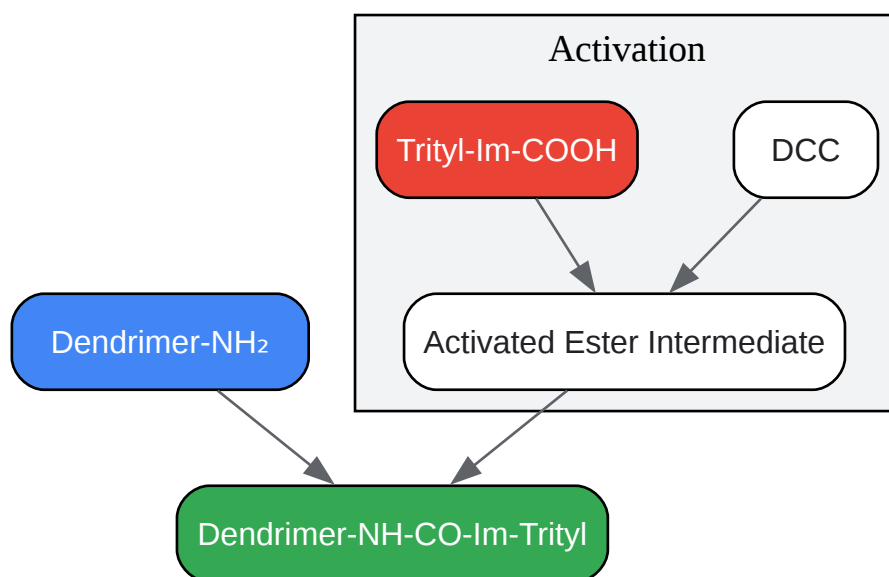 Activation
Trityl-Im-COOH
DCC
Dendrimer-NH₂
Activated Ester Intermediate
Dendrimer-NH-CO-Im-Trityl